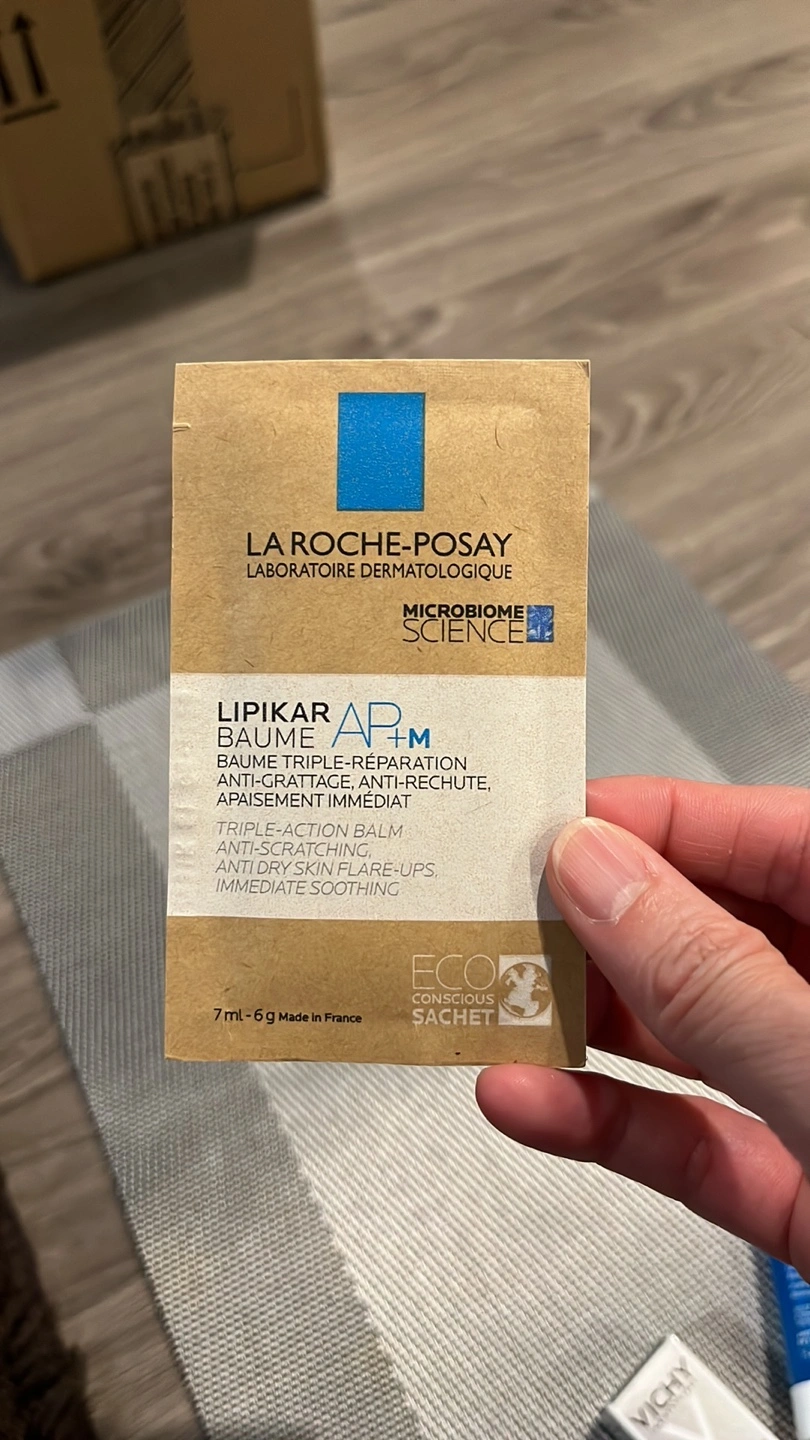 LA ROCHE-POSAY
LABORATOIRE DERMATOLOGIQUE
MICROBIOME
SCIENCE
LIPIKAR
BAUME AP+M
BAUME TRIPLE-RÉPARATION
ANTI-GRATTAGE, ANTI-RECHUTE,
APAISEMENT IMMÉDIAT
TRIPLE-ACTION BALM
ANTI-SCRATCHING,
ANTI DRY SKIN FLARE-UPS,
IMMEDIATE SOOTHING
ECO
CONSCIOUS
SACHET
7 ml - 6 g Made in France
VICHY